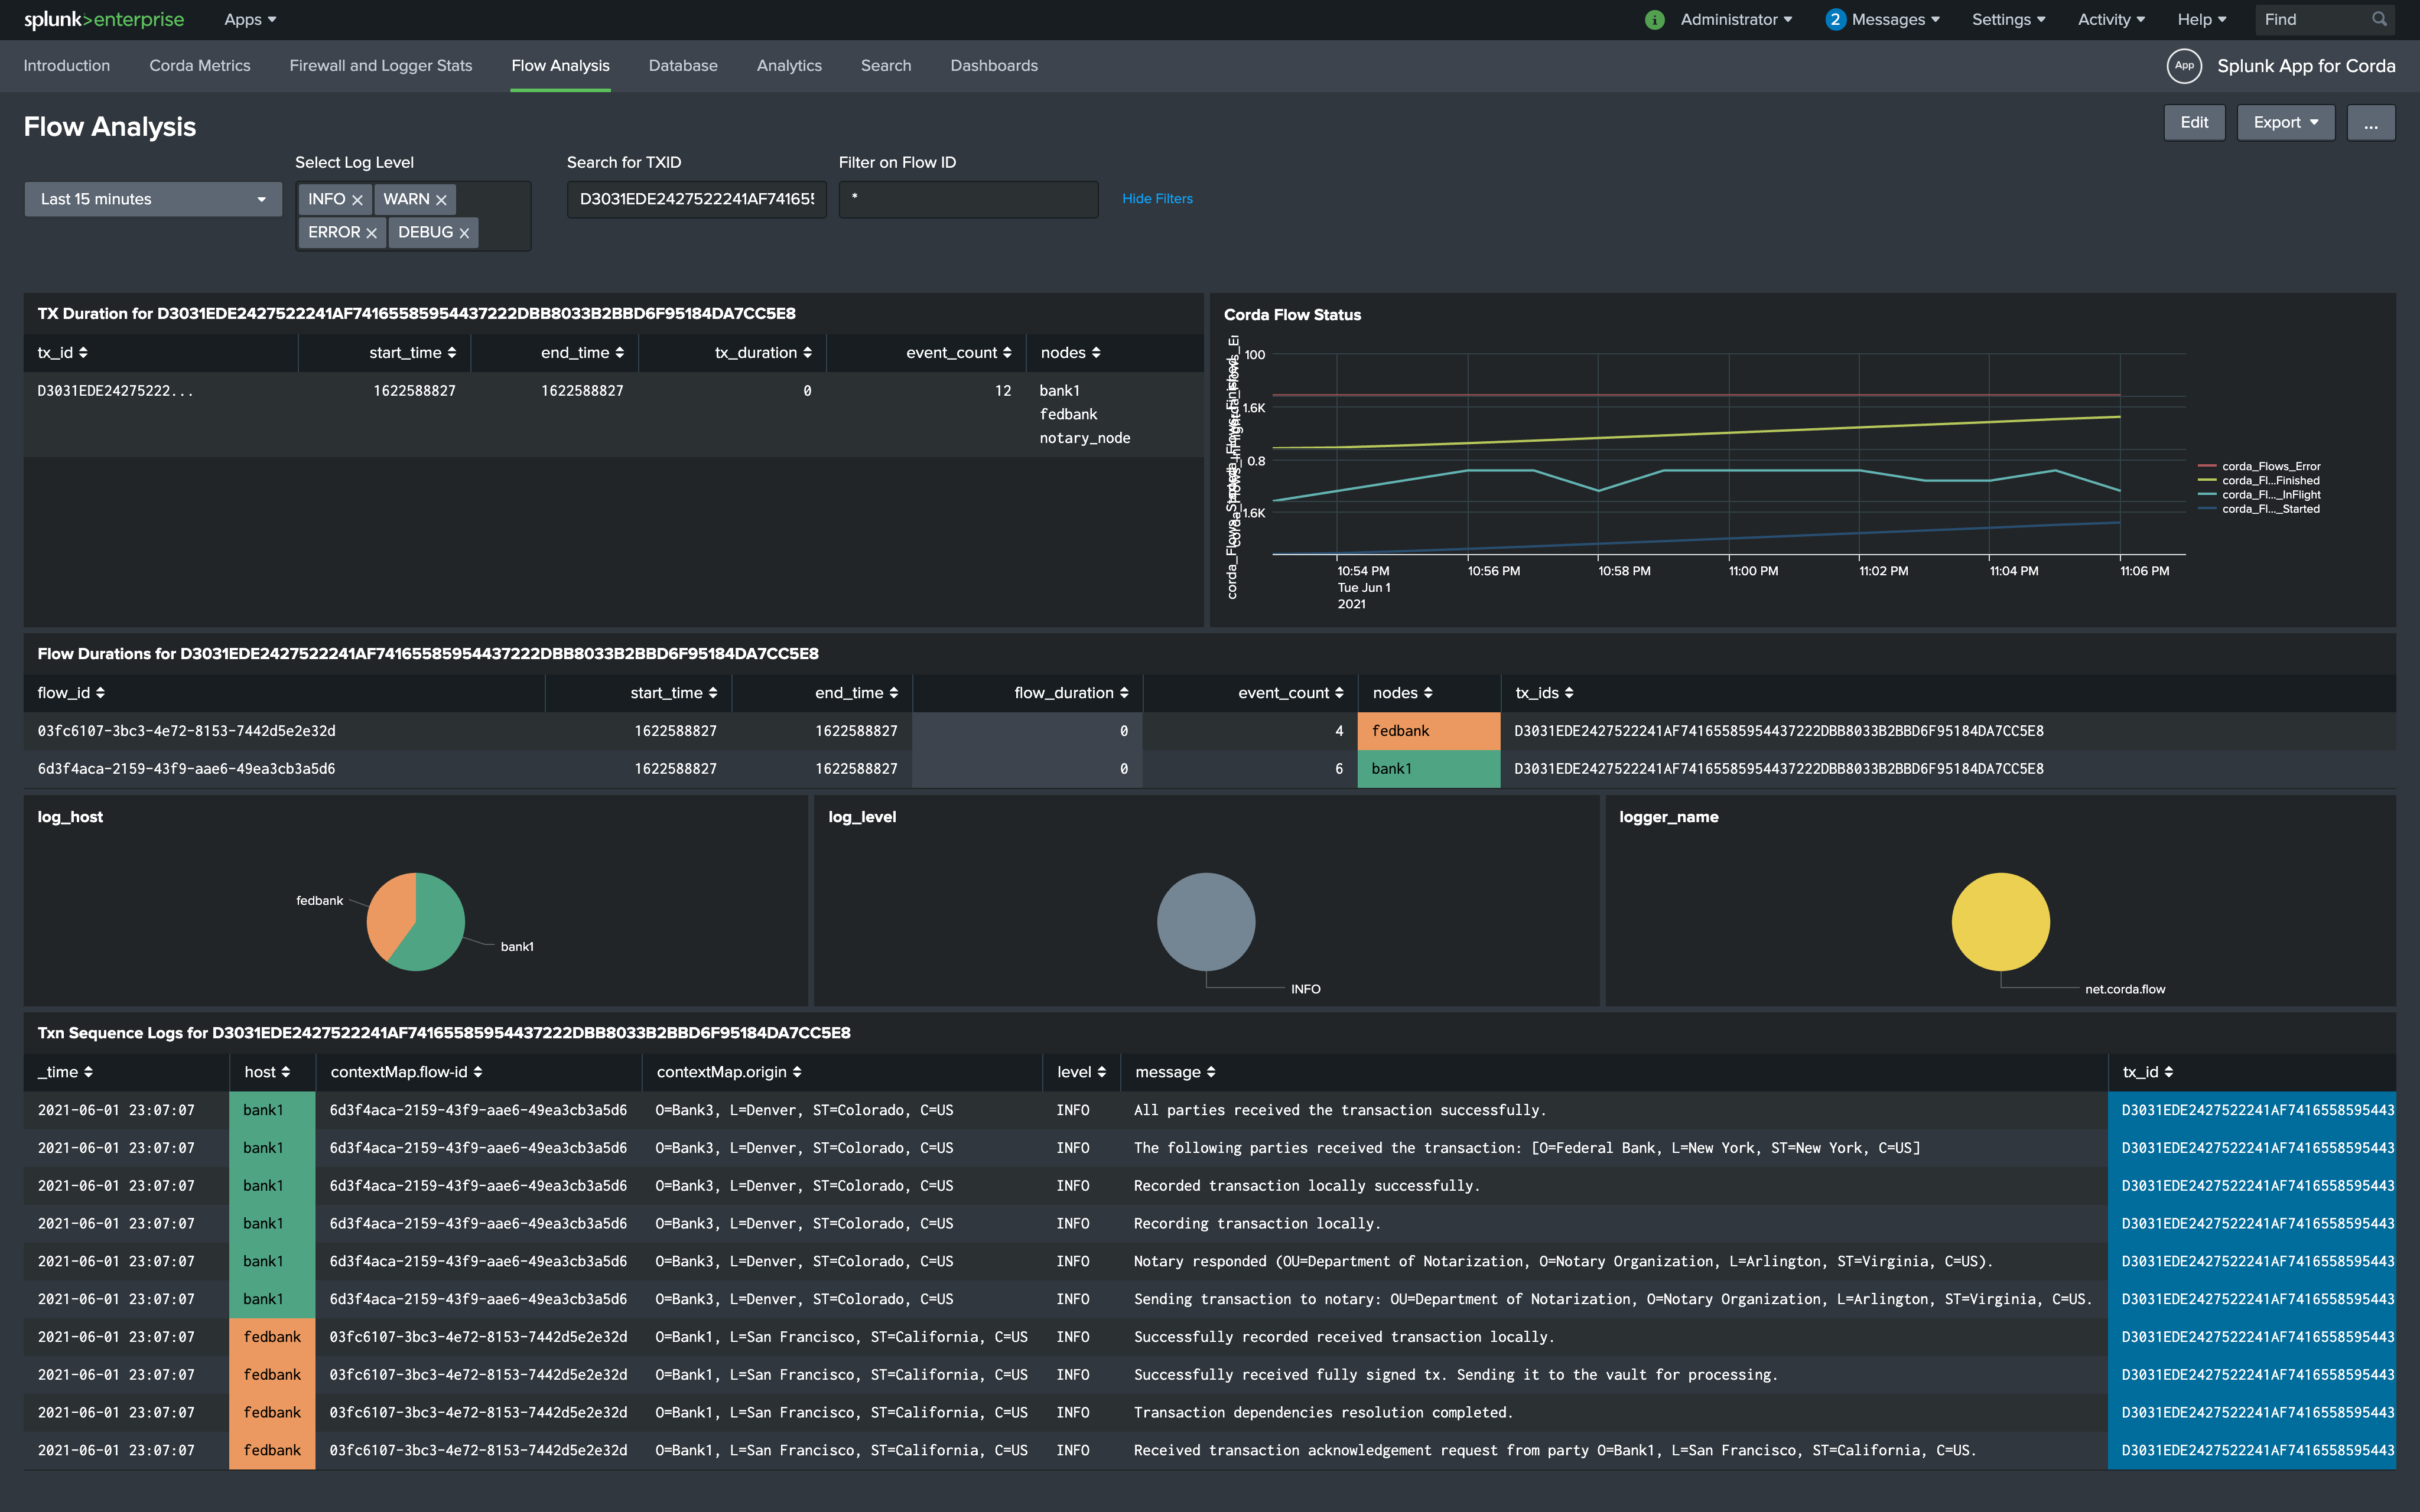 splunk>enterprise Apps Administrator 2 Messages Settings Activity Help Find
Introduction Corda Metrics Firewall and Logger Stats Flow Analysis Database Analytics Search Dashboards App Splunk App for Corda
Flow Analysis Edit Export ...
Select Log Level Search for TXID Filter on Flow ID
Last 15 minutes INFO WARN D3031EDE2427522241AF74165 * Hide Filters
ERROR DEBUG
TX Duration for D3031EDE2427522241AF74165585954437222DBB8033B2BBD6F95184DA7CC5E8
tx_id start_time end_time tx_duration event_count nodes
D3031EDE24275222... 1622588827 1622588827 0 12 bank1
fedbank
notary_node
Corda Flow Status
100
1.6K
0.8
1.6K
corda_Flows_Error
corda_Fl...Finished
corda_Fl..._InFlight
corda_Fl..._Started
10:54 PM 10:56 PM 10:58 PM 11:00 PM 11:02 PM 11:04 PM 11:06 PM
Tue Jun 1
2021
Flow Durations for D3031EDE2427522241AF74165585954437222DBB8033B2BBD6F95184DA7CC5E8
flow_id start_time end_time flow_duration event_count nodes tx_ids
03fc6107-3bc3-4e72-8153-7442d5e2e32d 1622588827 1622588827 0 4 fedbank D3031EDE2427522241AF74165585954437222DBB8033B2BBD6F95184DA7CC5E8
6d3f4aca-2159-43f9-aae6-49ea3cb3a5d6 1622588827 1622588827 0 6 bank1 D3031EDE2427522241AF74165585954437222DBB8033B2BBD6F95184DA7CC5E8
log_host log_level logger_name
fedbank
bank1
INFO
net.corda.flow
Txn Sequence Logs for D3031EDE2427522241AF74165585954437222DBB8033B2BBD6F95184DA7CC5E8
_time host contextMap.flow-id contextMap.origin level message tx_id
2021-06-01 23:07:07 bank1 6d3f4aca-2159-43f9-aae6-49ea3cb3a5d6 O=Bank3, L=Denver, ST=Colorado, C=US INFO All parties received the transaction successfully. D3031EDE2427522241AF7416558595443
2021-06-01 23:07:07 bank1 6d3f4aca-2159-43f9-aae6-49ea3cb3a5d6 O=Bank3, L=Denver, ST=Colorado, C=US INFO The following parties received the transaction: [O=Federal Bank, L=New York, ST=New York, C=US] D3031EDE2427522241AF7416558595443
2021-06-01 23:07:07 bank1 6d3f4aca-2159-43f9-aae6-49ea3cb3a5d6 O=Bank3, L=Denver, ST=Colorado, C=US INFO Recorded transaction locally successfully. D3031EDE2427522241AF7416558595443
2021-06-01 23:07:07 bank1 6d3f4aca-2159-43f9-aae6-49ea3cb3a5d6 O=Bank3, L=Denver, ST=Colorado, C=US INFO Recording transaction locally. D3031EDE2427522241AF7416558595443
2021-06-01 23:07:07 bank1 6d3f4aca-2159-43f9-aae6-49ea3cb3a5d6 O=Bank3, L=Denver, ST=Colorado, C=US INFO Notary responded (OU=Department of Notarization, O=Notary Organization, L=Arlington, ST=Virginia, C=US). D3031EDE2427522241AF7416558595443
2021-06-01 23:07:07 bank1 6d3f4aca-2159-43f9-aae6-49ea3cb3a5d6 O=Bank3, L=Denver, ST=Colorado, C=US INFO Sending transaction to notary: OU=Department of Notarization, O=Notary Organization, L=Arlington, ST=Virginia, C=US. D3031EDE2427522241AF7416558595443
2021-06-01 23:07:07 fedbank 03fc6107-3bc3-4e72-8153-7442d5e2e32d O=Bank1, L=San Francisco, ST=California, C=US INFO Successfully recorded received transaction locally. D3031EDE2427522241AF7416558595443
2021-06-01 23:07:07 fedbank 03fc6107-3bc3-4e72-8153-7442d5e2e32d O=Bank1, L=San Francisco, ST=California, C=US INFO Successfully received fully signed tx. Sending it to the vault for processing. D3031EDE2427522241AF7416558595443
2021-06-01 23:07:07 fedbank 03fc6107-3bc3-4e72-8153-7442d5e2e32d O=Bank1, L=San Francisco, ST=California, C=US INFO Transaction dependencies resolution completed. D3031EDE2427522241AF7416558595443
2021-06-01 23:07:07 fedbank 03fc6107-3bc3-4e72-8153-7442d5e2e32d O=Bank1, L=San Francisco, ST=California, C=US INFO Received transaction acknowledgement request from party O=Bank1, L=San Francisco, ST=California, C=US. D3031EDE2427522241AF7416558595443